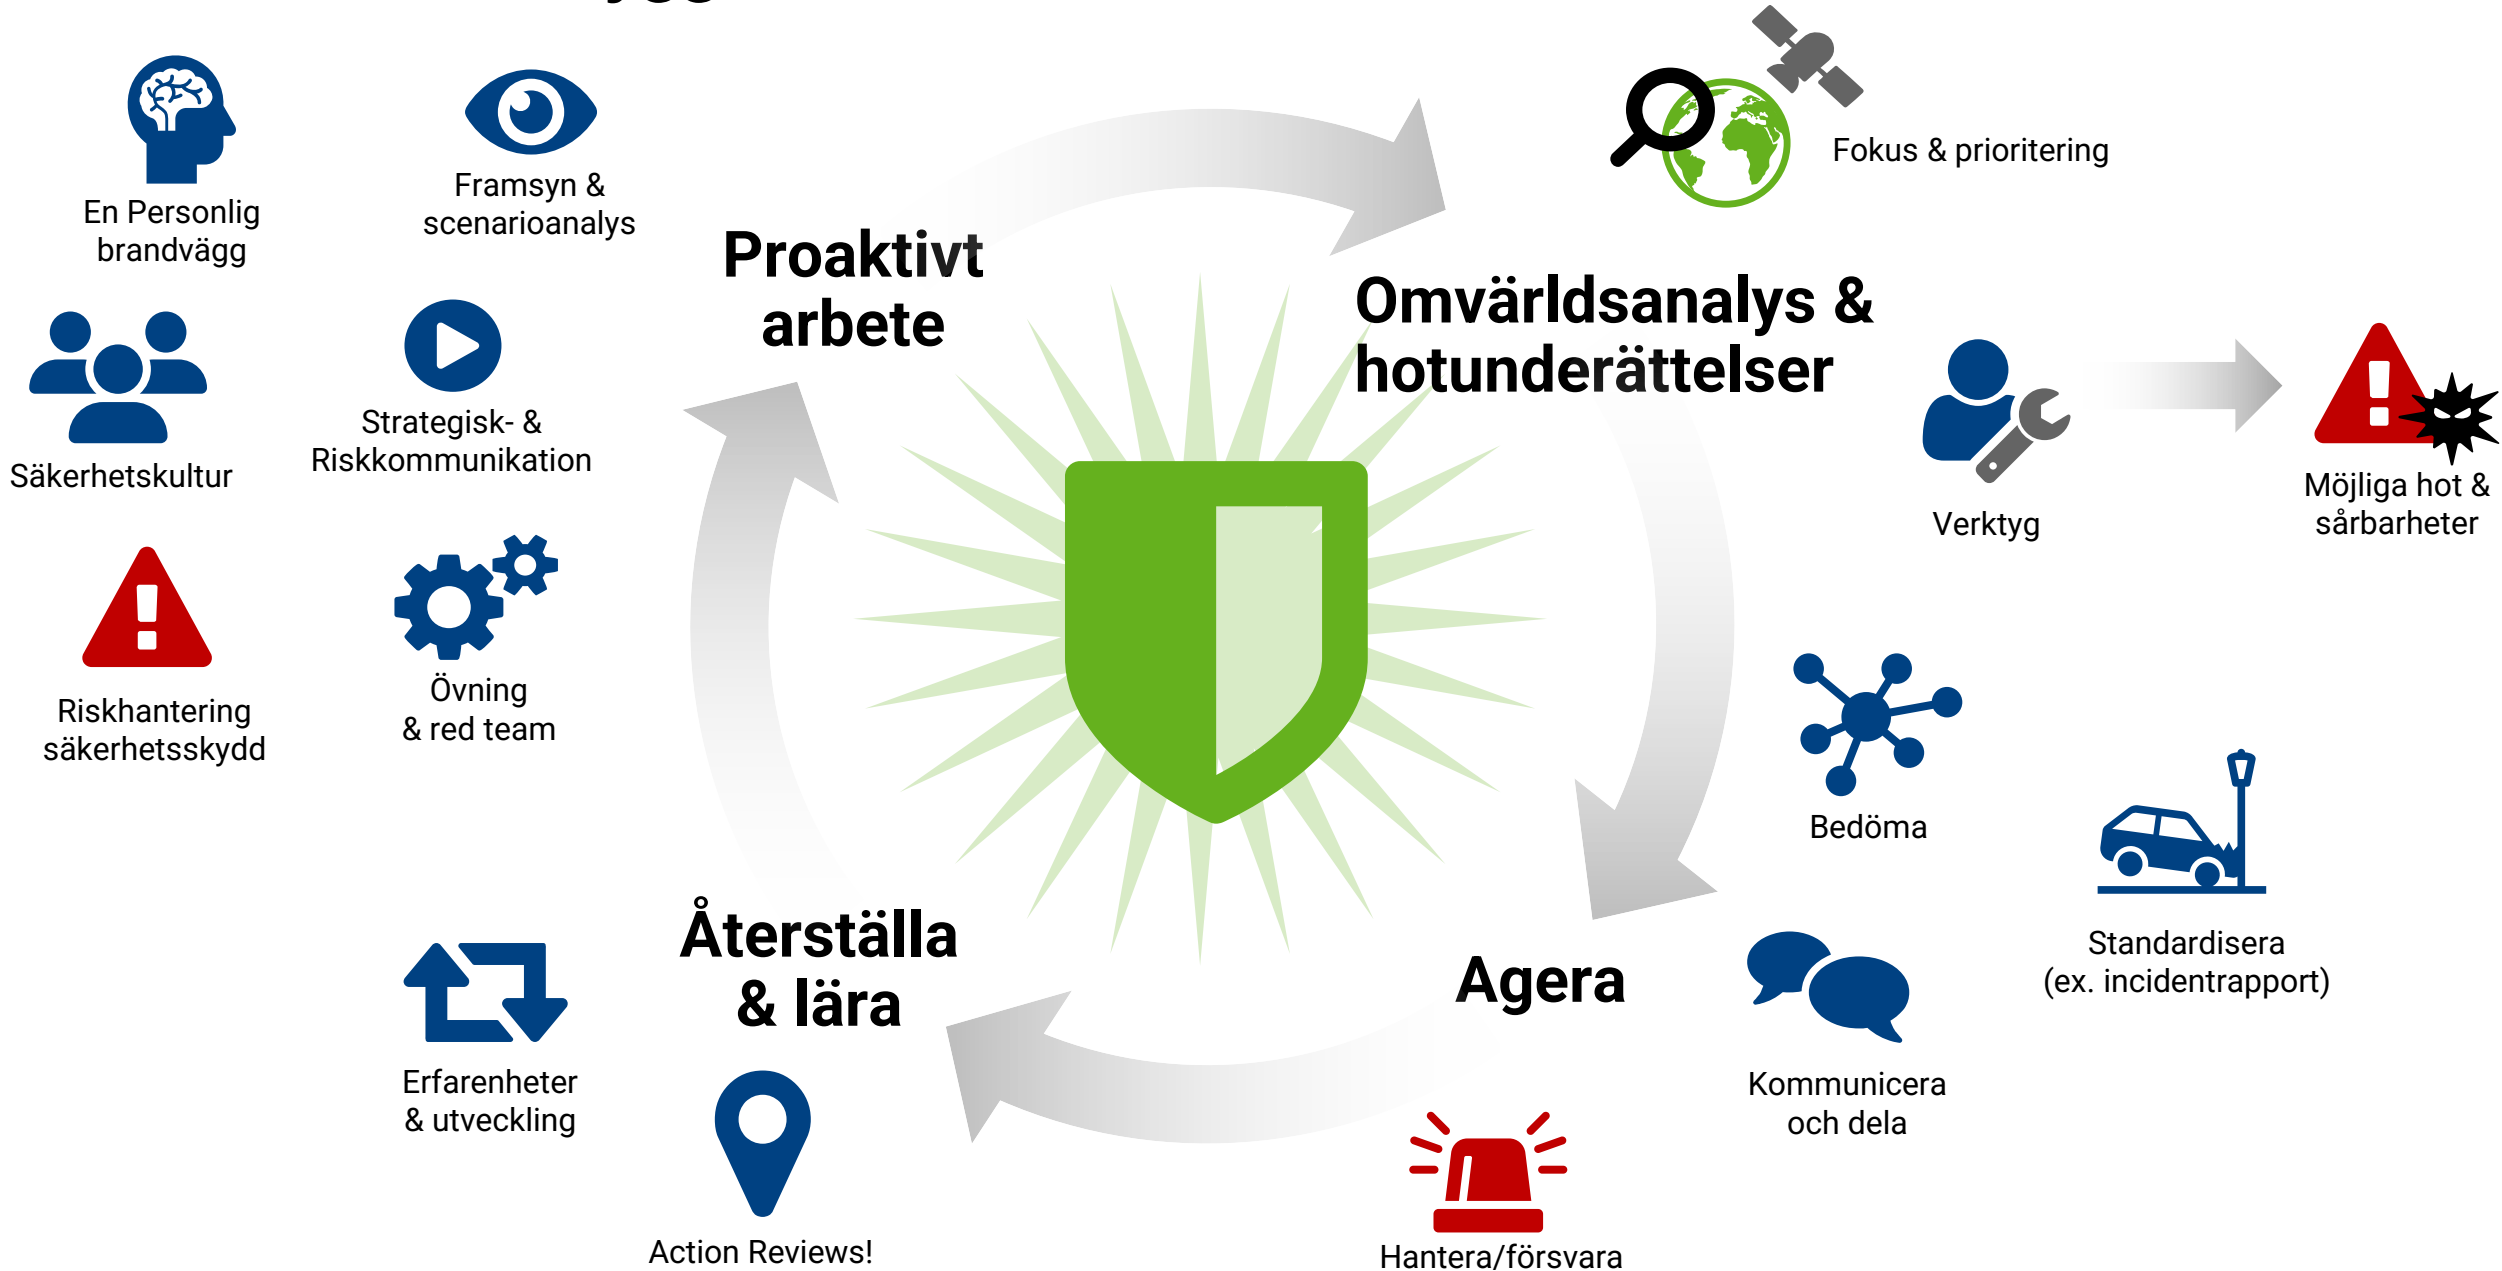 En Personlig
brandvägg
Framsyn &
scenarioanalys
Säkerhetskultur
Strategisk- &
Riskkommunikation
Riskhantering
säkerhetsskydd
Övning
& red team
Proaktivt
arbete
Fokus & prioritering
Omvärldsanalys &
hotunderättelser
Verktyg
Möjliga hot &
sårbarheter
Bedöma
Standardisera
(ex. incidentrapport)
Agera
Kommunicera
och dela
Hantera/försvara
Återställa
& lära
Erfarenheter
& utveckling
Action Reviews!